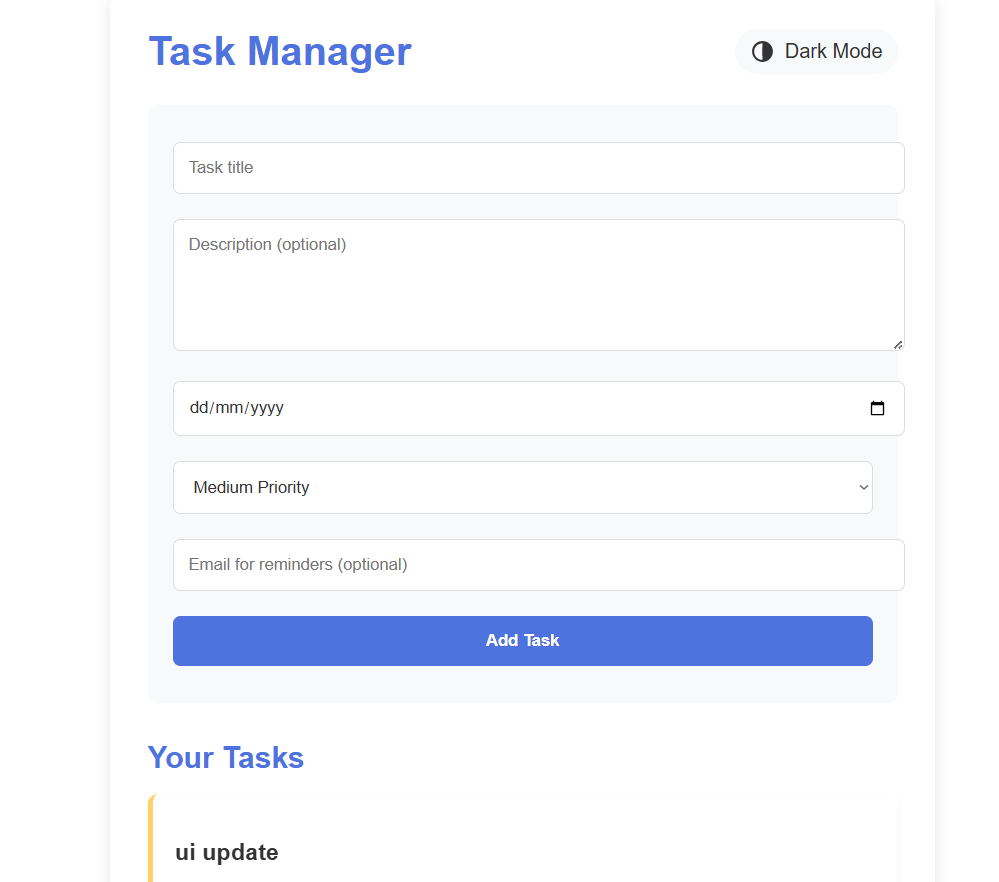 Task Manager
Dark Mode
Task title
Description (optional)
dd/mm/yyyy
Medium Priority
Email for reminders (optional)
Add Task
Your Tasks
ui update